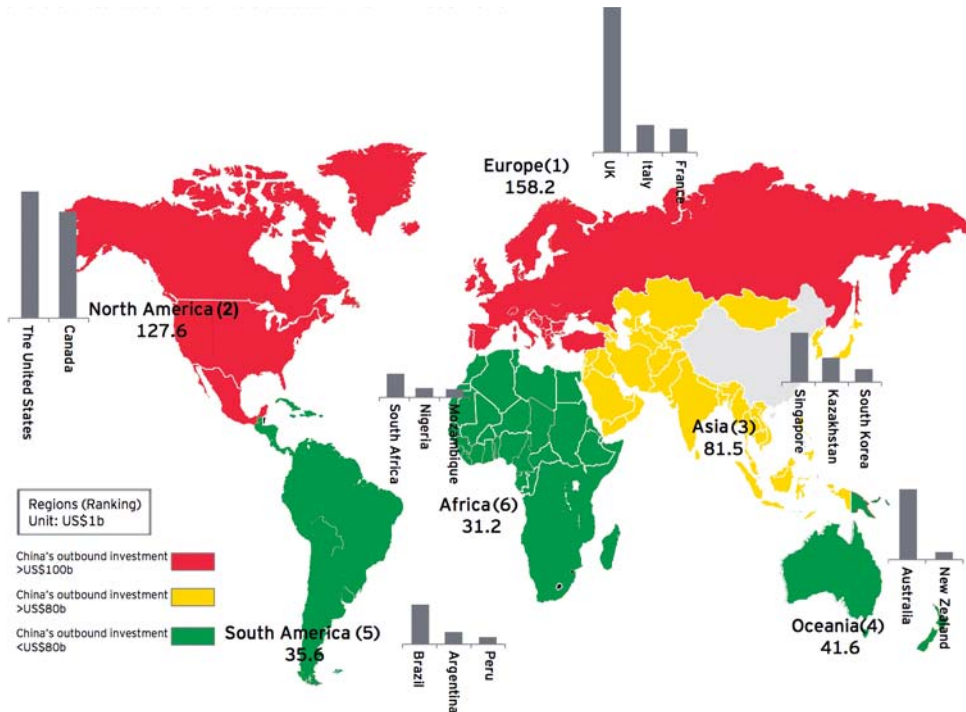 UK
Italy
France
Europe(1)
158.2
The United States
Canada
North America (2)
127.6
South Africa
Nigeria
Mozambique
Africa(6)
31.2
Singapore
Kazakhstan
South Korea
Asia(3)
81.5
Regions (Ranking)
Unit: US$1b
China's outbound investment
>US$100b
China's outbound investment
>US$80b
China's outbound investment
<US$80b
South America (5)
35.6
Brazil
Argentina
Peru
Australia
New Zealand
Oceania(4)
41.6